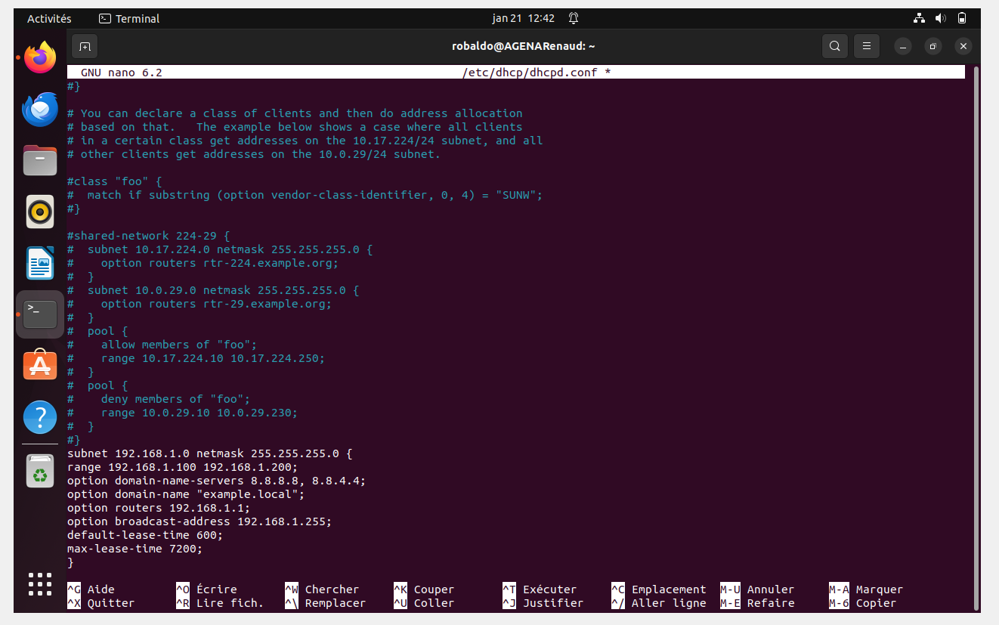 Activités Terminal jan 21 12:42
robaldo@AGENARenaud: ~
GNU nano 6.2 /etc/dhcp/dhcpd.conf *
#}
# You can declare a class of clients and then do address allocation
# based on that.   The example below shows a case where all clients
# in a certain class get addresses on the 10.17.224/24 subnet, and all
# other clients get addresses on the 10.0.29/24 subnet.
#class "foo" {
#  match if substring (option vendor-class-identifier, 0, 4) = "SUNW";
#}
#shared-network 224-29 {
#  subnet 10.17.224.0 netmask 255.255.255.0 {
#    option routers rtr-224.example.org;
#  }
#  subnet 10.0.29.0 netmask 255.255.255.0 {
#    option routers rtr-29.example.org;
#  }
#  pool {
#    allow members of "foo";
#    range 10.17.224.10 10.17.224.250;
#  }
#  pool {
#    deny members of "foo";
#    range 10.0.29.10 10.0.29.230;
#  }
#}
subnet 192.168.1.0 netmask 255.255.255.0 {
range 192.168.1.100 192.168.1.200;
option domain-name-servers 8.8.8.8, 8.8.4.4;
option domain-name "example.local";
option routers 192.168.1.1;
option broadcast-address 192.168.1.255;
default-lease-time 600;
max-lease-time 7200;
}
^G Aide ^O Écrire ^W Chercher ^K Couper ^T Exécuter ^C Emplacement M-U Annuler M-A Marquer
^X Quitter ^R Lire fich. ^\ Remplacer ^U Coller ^J Justifier ^/ Aller ligne M-E Refaire M-6 Copier